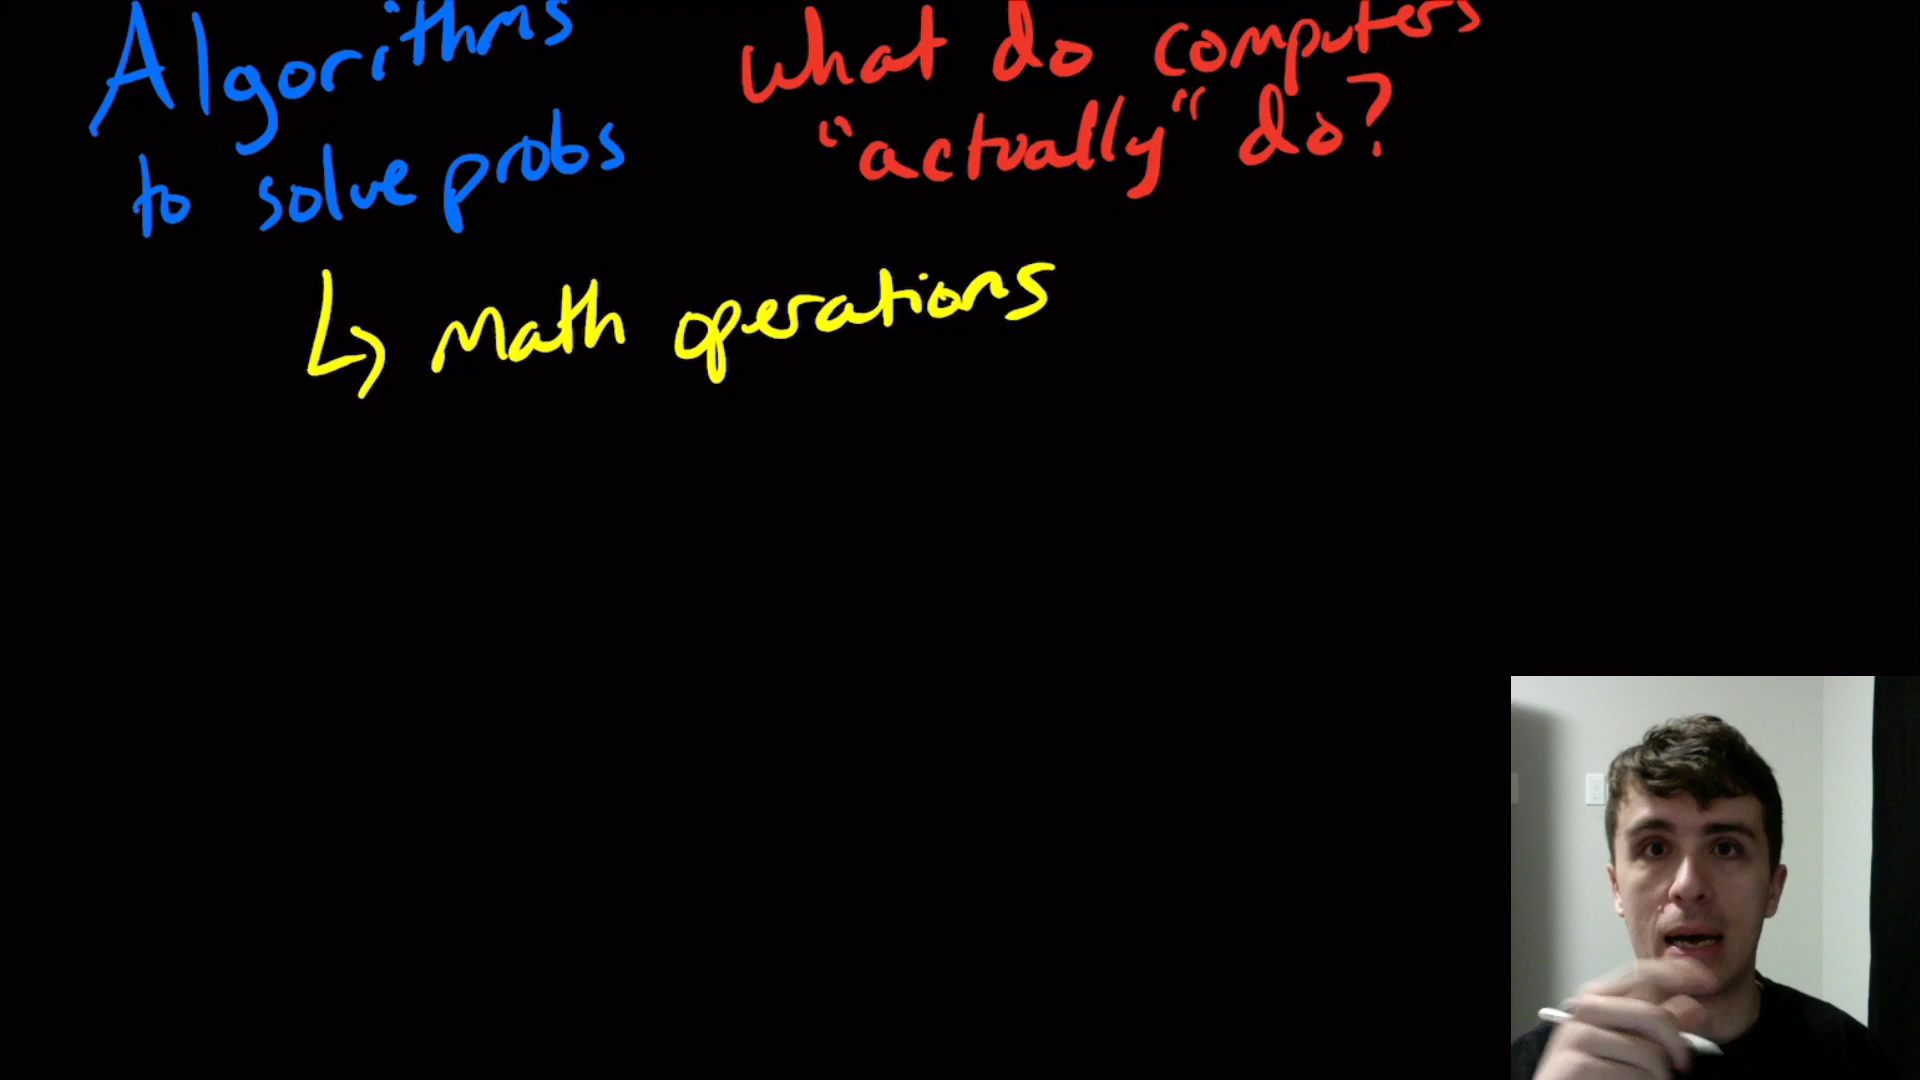 Algorithms
to solve probs
What do computers
"actually" do?
↳ Math operations